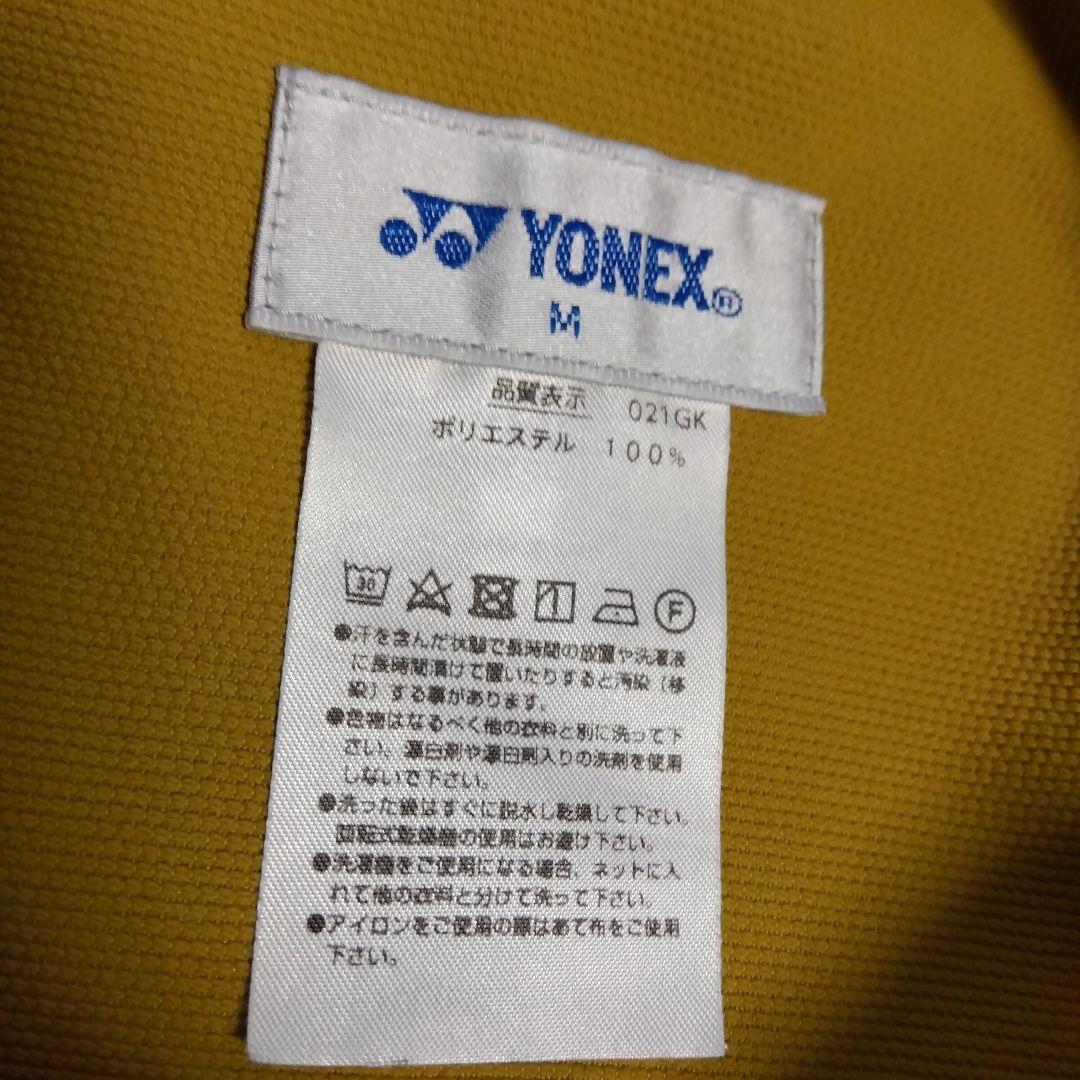 YONEX®
M
品質表示 021GK
ポリエステル 100%
30
F
●汗を含んだ状態で長時間の放置や洗濯液
に長時間漬けて置いたりすると汚染(移
染)する事があります。
●色物はなるべく他の衣料と別に洗って下
さい。漂白剤や漂白剤入りの洗剤を使用
しないで下さい。
●洗った後はすぐに脱水し乾燥して下さい。
回転式乾燥機の使用はお避け下さい。
●洗濯機をご使用になる場合、ネットに入
れて他の衣料と分けて洗って下さい。
●アイロンをご使用の際はあて布をご使用
下さい。